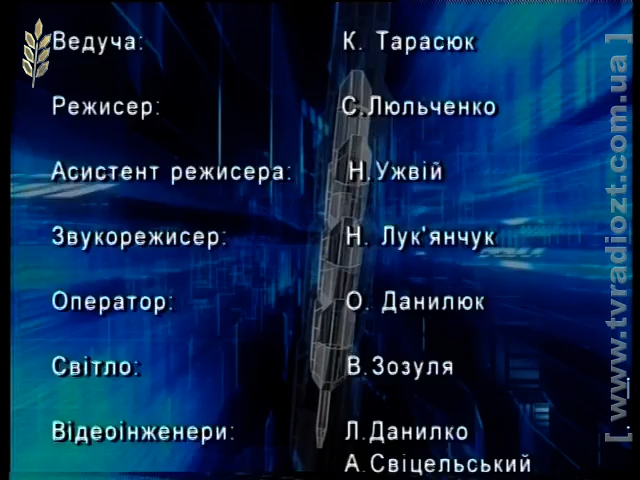 Ведуча: К. Тарасюк
Режисер: С.Люльченко
Асистент режисера: Н.Ужвій
Звукорежисер: Н. Лук'янчук
Оператор: О. Данилюк
Світло: В.Зозуля
Відеоінженери: Л.Данилко
А.Свіцельський
[ www.tvradiozt.com.ua ]